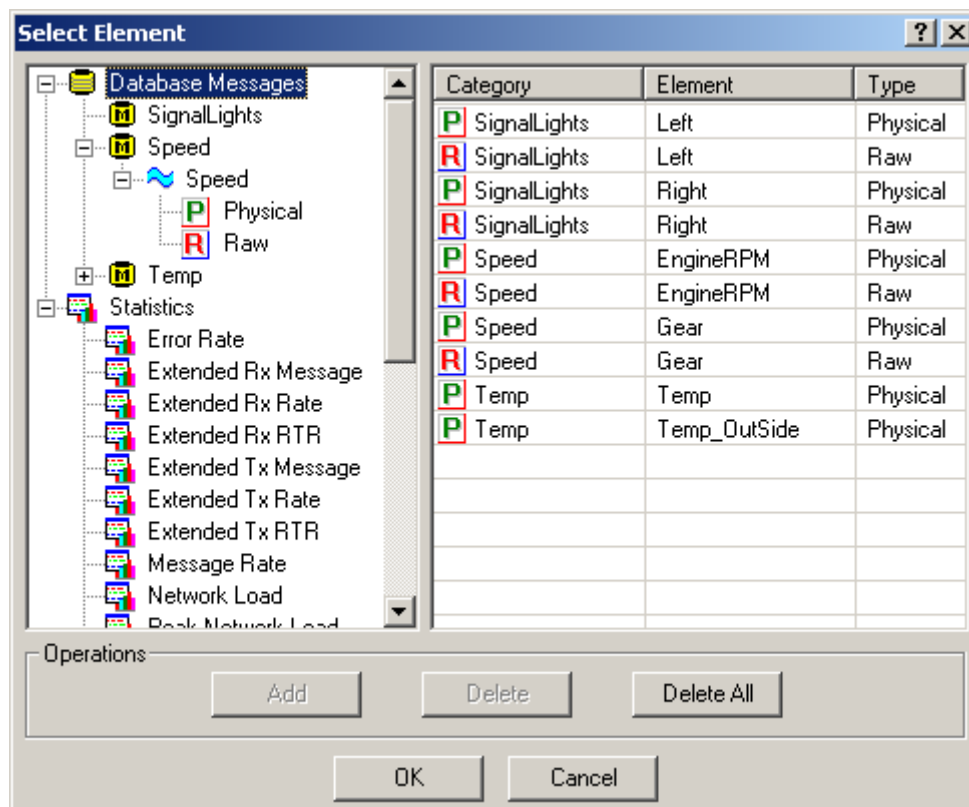 Select Element
Database Messages
SignalLights
Speed
Speed
Physical
Raw
Temp
Statistics
Error Rate
Extended Rx Message
Extended Rx Rate
Extended Rx RTR
Extended Tx Message
Extended Tx Rate
Extended Tx RTR
Message Rate
Network Load
Peak Network Load
Category Element Type
P SignalLights Left Physical
R SignalLights Left Raw
P SignalLights Right Physical
R SignalLights Right Raw
P Speed EngineRPM Physical
R Speed EngineRPM Raw
P Speed Gear Physical
R Speed Gear Raw
P Temp Temp Physical
P Temp Temp_OutSide Physical
Operations
Add Delete Delete All
OK Cancel